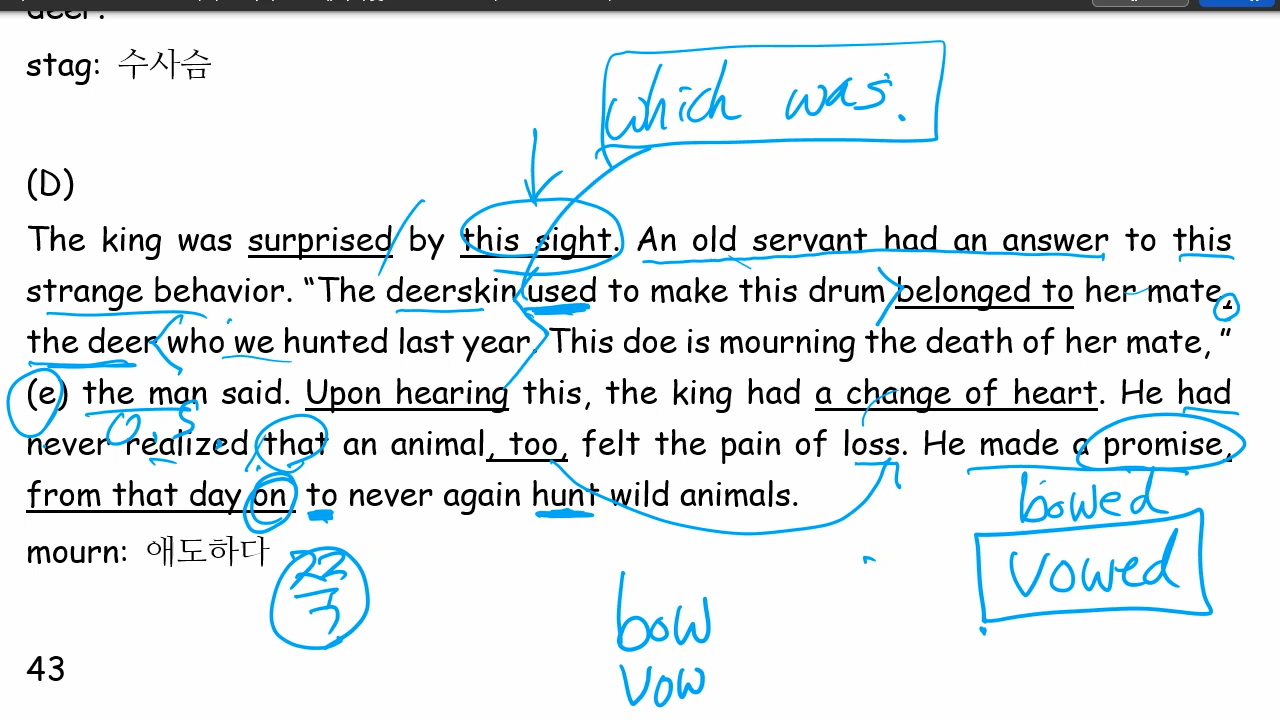 deer.
stag: 수사슴
which was.
(D)
The king was surprised by this sight. An old servant had an answer to this
strange behavior. “The deerskin used to make this drum belonged to her mate,
the deer who we hunted last year. This doe is mourning the death of her mate, ”
(e) the man said. Upon hearing this, the king had a change of heart. He had
O.S
never realized that an animal, too, felt the pain of loss. He made a promise,
from that day on to never again hunt wild animals.
bowed
mourn: 애도하다
vowed
bow
43
vow